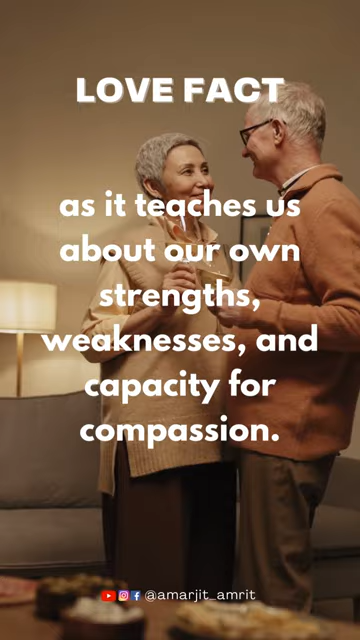 LOVE FACT
as it teaches us
about our own
strengths,
weaknesses, and
capacity for
compassion.
@amarjit_amrit